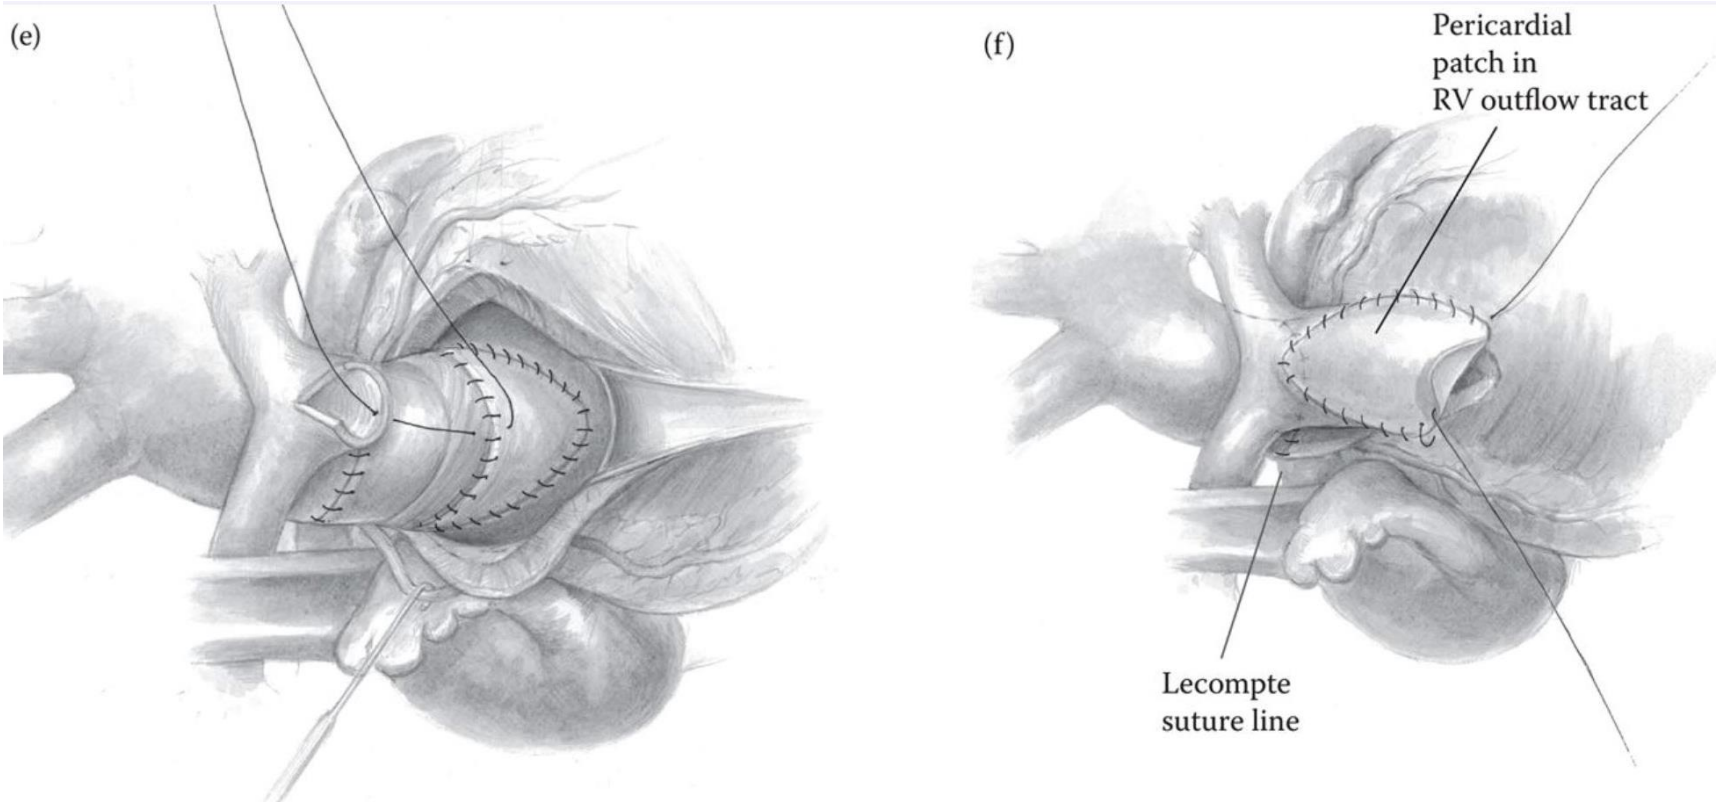 (e)
(f)
Pericardial
patch in
RV outflow tract
Lecompte
suture line